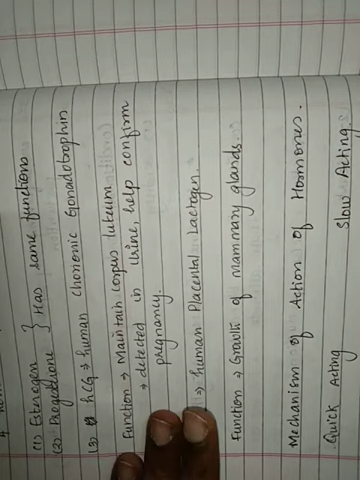 (1) Estrogen } Has same functions
(2) Progestrone
(3) hCG → human chorionic Gonadotrophin
Function → Maintain corpus luteum
→ detected in urine, help confirm
pregnancy.
→ human Placental Lactogen.
Function → Growth of mammary glands.
Mechanism of Action of Hormones.
Quick Acting Slow Acting